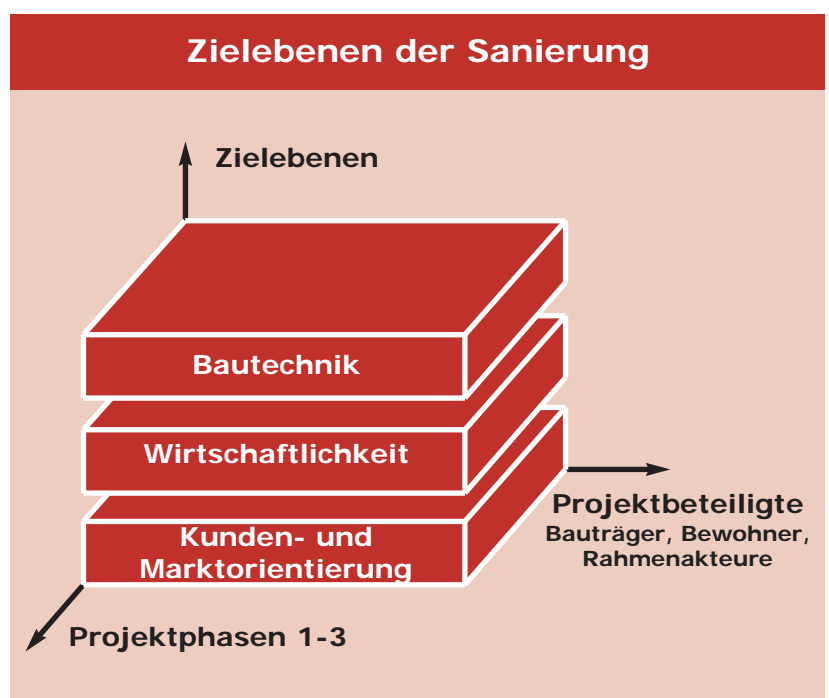 Zielebenen der Sanierung
Zielebenen
Bautechnik
Wirtschaftlichkeit
Kunden- und
Marktorientierung
Projektbeteiligte
Bauträger, Bewohner,
Rahmenakteure
Projektphasen 1-3